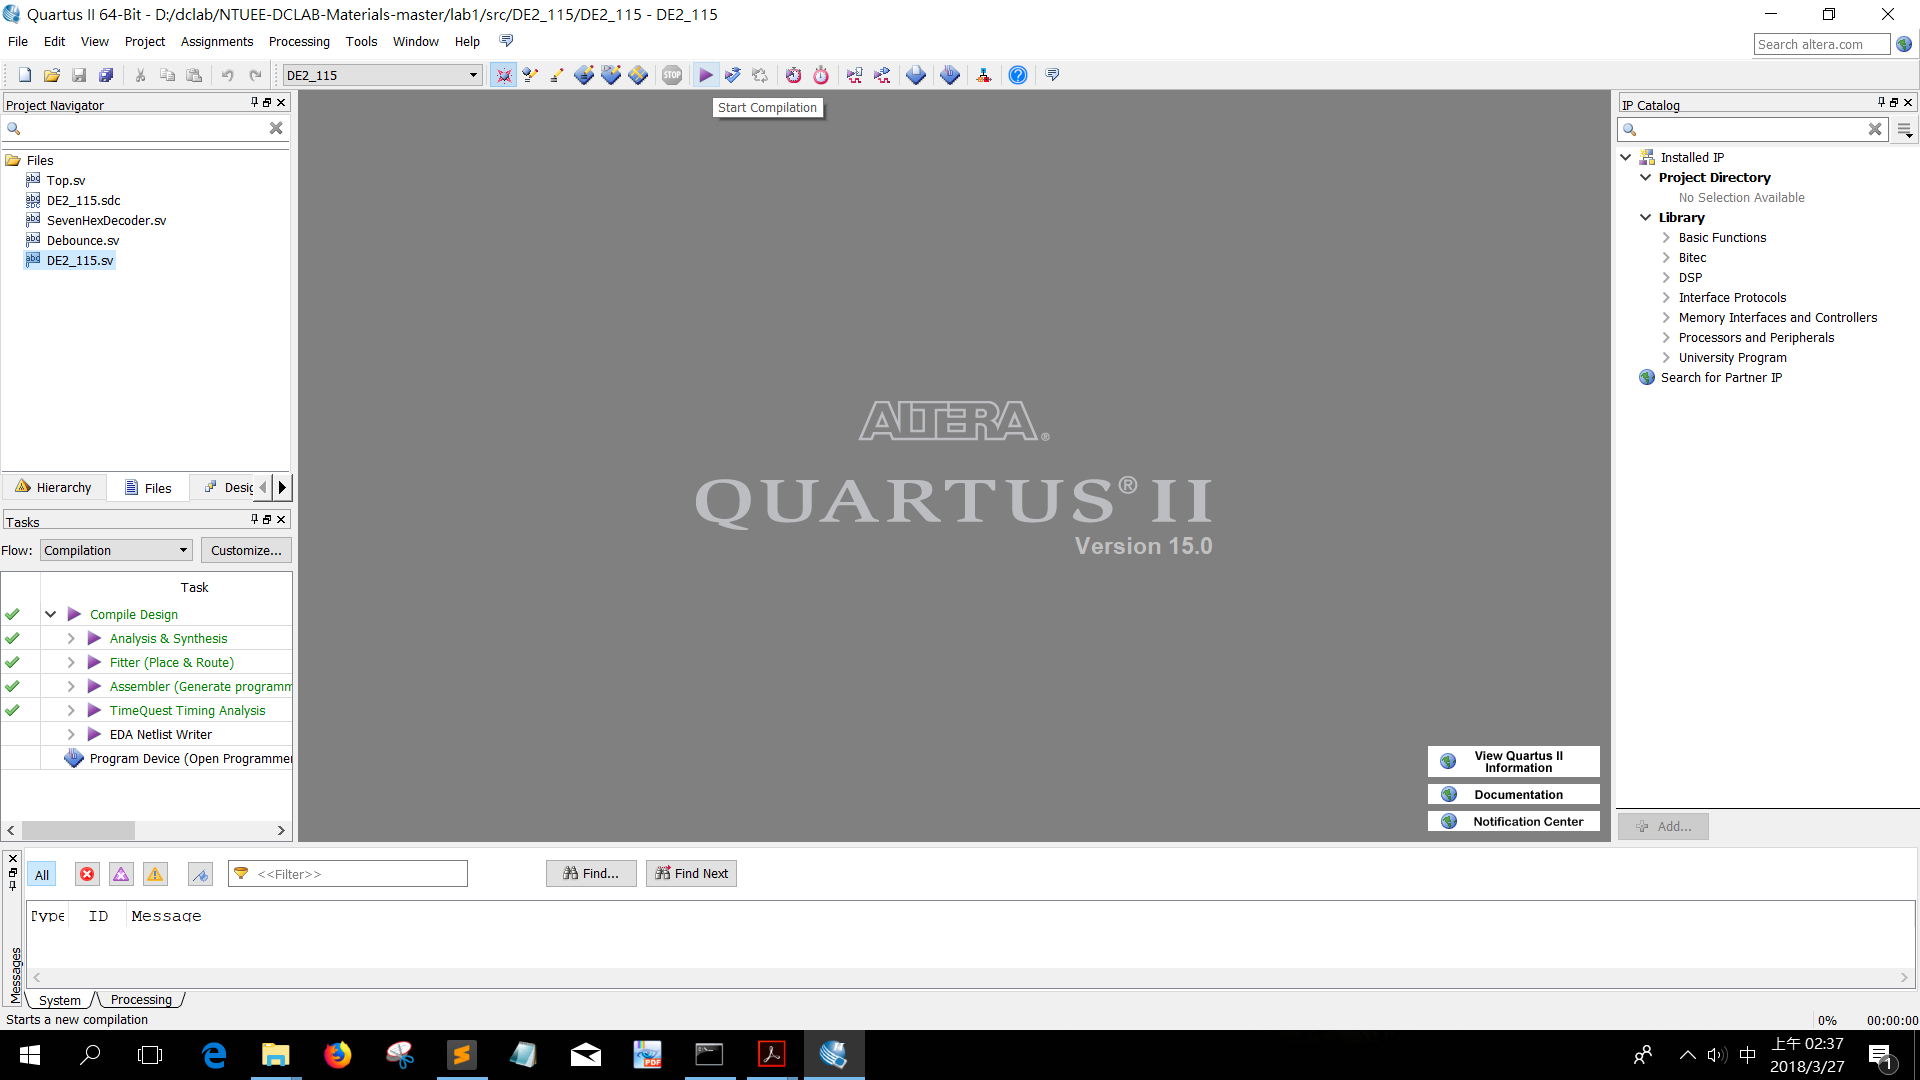 Quartus II 64-Bit - D:/dclab/NTUEE-DCLAB-Materials-master/lab1/src/DE2_115/DE2_115 - DE2_115
File Edit View Project Assignments Processing Tools Window Help
Search altera.com
DE2_115
STOP
Start Compilation
Project Navigator
Files
Top.sv
DE2_115.sdc
SevenHexDecoder.sv
Debounce.sv
DE2_115.sv
Hierarchy Files Desig
Tasks
Flow: Compilation Customize...
Task
Compile Design
Analysis & Synthesis
Fitter (Place & Route)
Assembler (Generate programm
TimeQuest Timing Analysis
EDA Netlist Writer
Program Device (Open Programmer
ALTERA®
QUARTUS® II
Version 15.0
View Quartus II
Information
Documentation
Notification Center
IP Catalog
Installed IP
Project Directory
No Selection Available
Library
Basic Functions
Bitec
DSP
Interface Protocols
Memory Interfaces and Controllers
Processors and Peripherals
University Program
Search for Partner IP
Add...
All <<Filter>> Find... Find Next
Type ID Message
Messages
System Processing
Starts a new compilation
0% 00:00:00
PDF
中
上午 02:37
2018/3/27
1